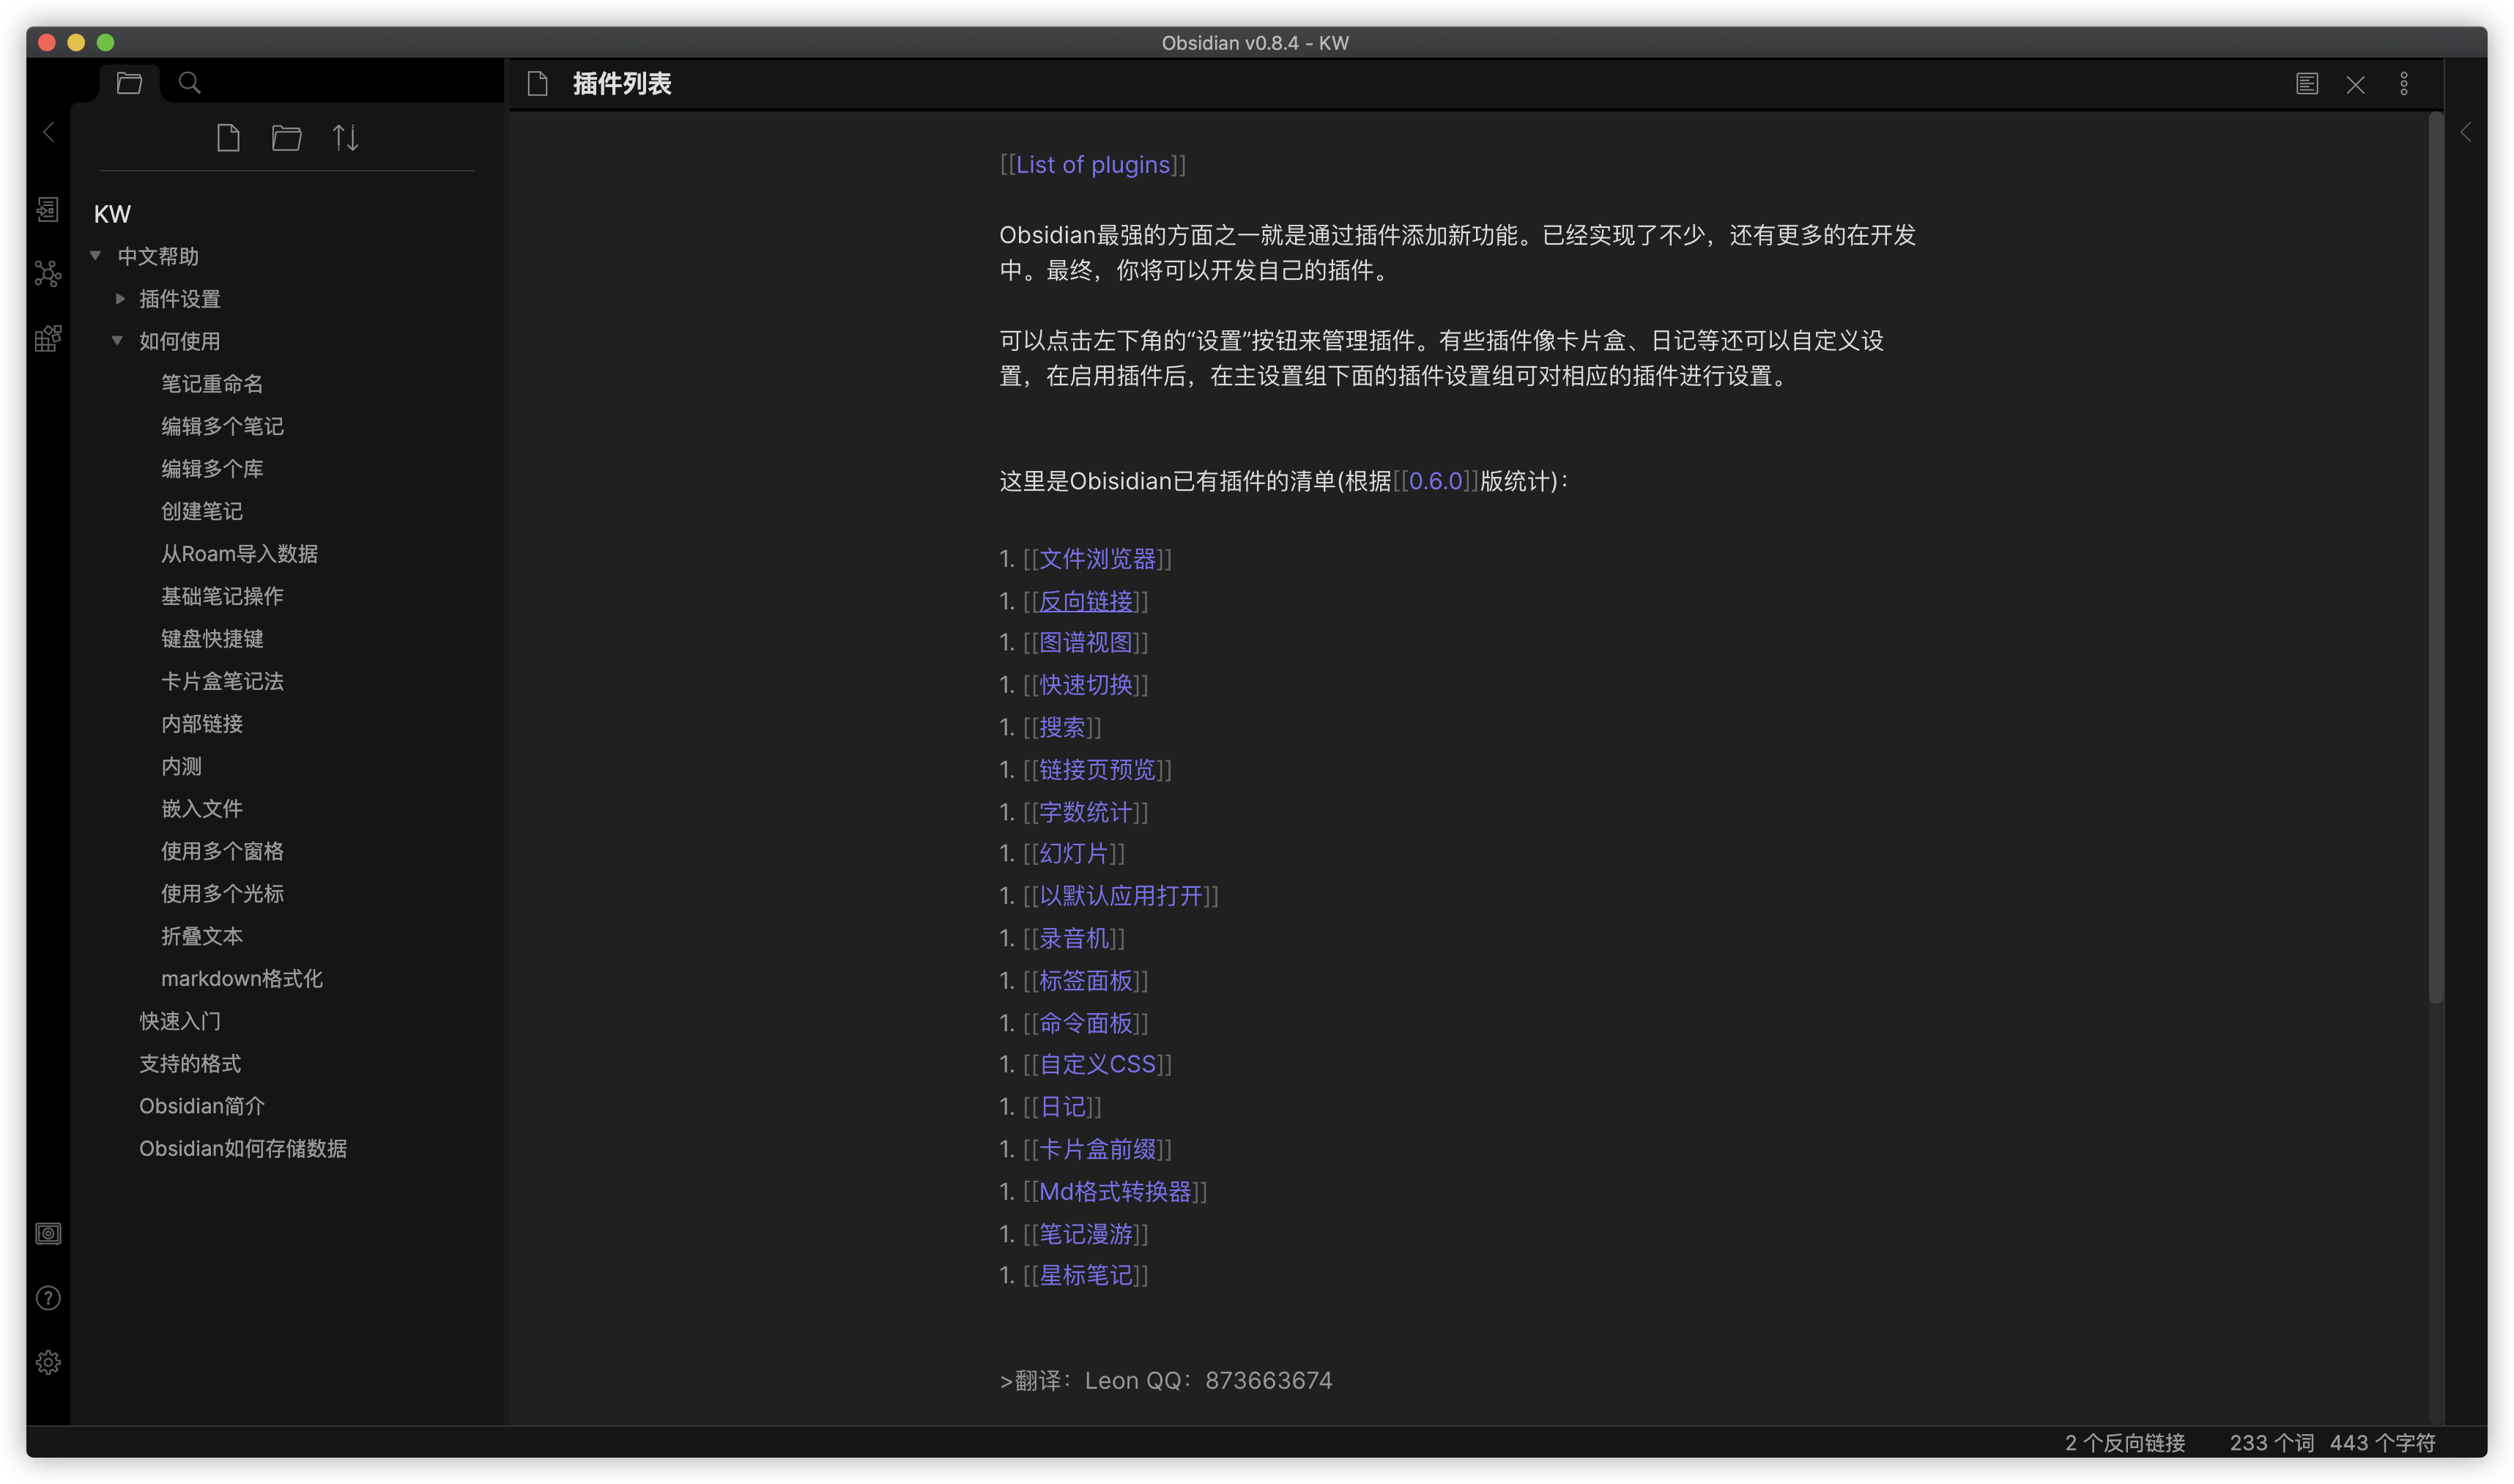 Obsidian v0.8.4 - KW
插件列表
KW
中文帮助
插件设置
如何使用
笔记重命名
编辑多个笔记
编辑多个库
创建笔记
从Roam导入数据
基础笔记操作
键盘快捷键
卡片盒笔记法
内部链接
内测
嵌入文件
使用多个窗格
使用多个光标
折叠文本
markdown格式化
快速入门
支持的格式
Obsidian简介
Obsidian如何存储数据
[[List of plugins]]
Obsidian最强的方面之一就是通过插件添加新功能。已经实现了不少，还有更多的在开发
中。最终，你将可以开发自己的插件。
可以点击左下角的“设置”按钮来管理插件。有些插件像卡片盒、日记等还可以自定义设
置，在启用插件后，在主设置组下面的插件设置组可对相应的插件进行设置。
这里是Obisidian已有插件的清单(根据[[0.6.0]]版统计)：
1. [[文件浏览器]]
1. [[反向链接]]
1. [[图谱视图]]
1. [[快速切换]]
1. [[搜索]]
1. [[链接页预览]]
1. [[字数统计]]
1. [[幻灯片]]
1. [[以默认应用打开]]
1. [[录音机]]
1. [[标签面板]]
1. [[命令面板]]
1. [[自定义CSS]]
1. [[日记]]
1. [[卡片盒前缀]]
1. [[Md格式转换器]]
1. [[笔记漫游]]
1. [[星标笔记]]
>翻译：Leon QQ：873663674
2 个反向链接 233 个词 443 个字符